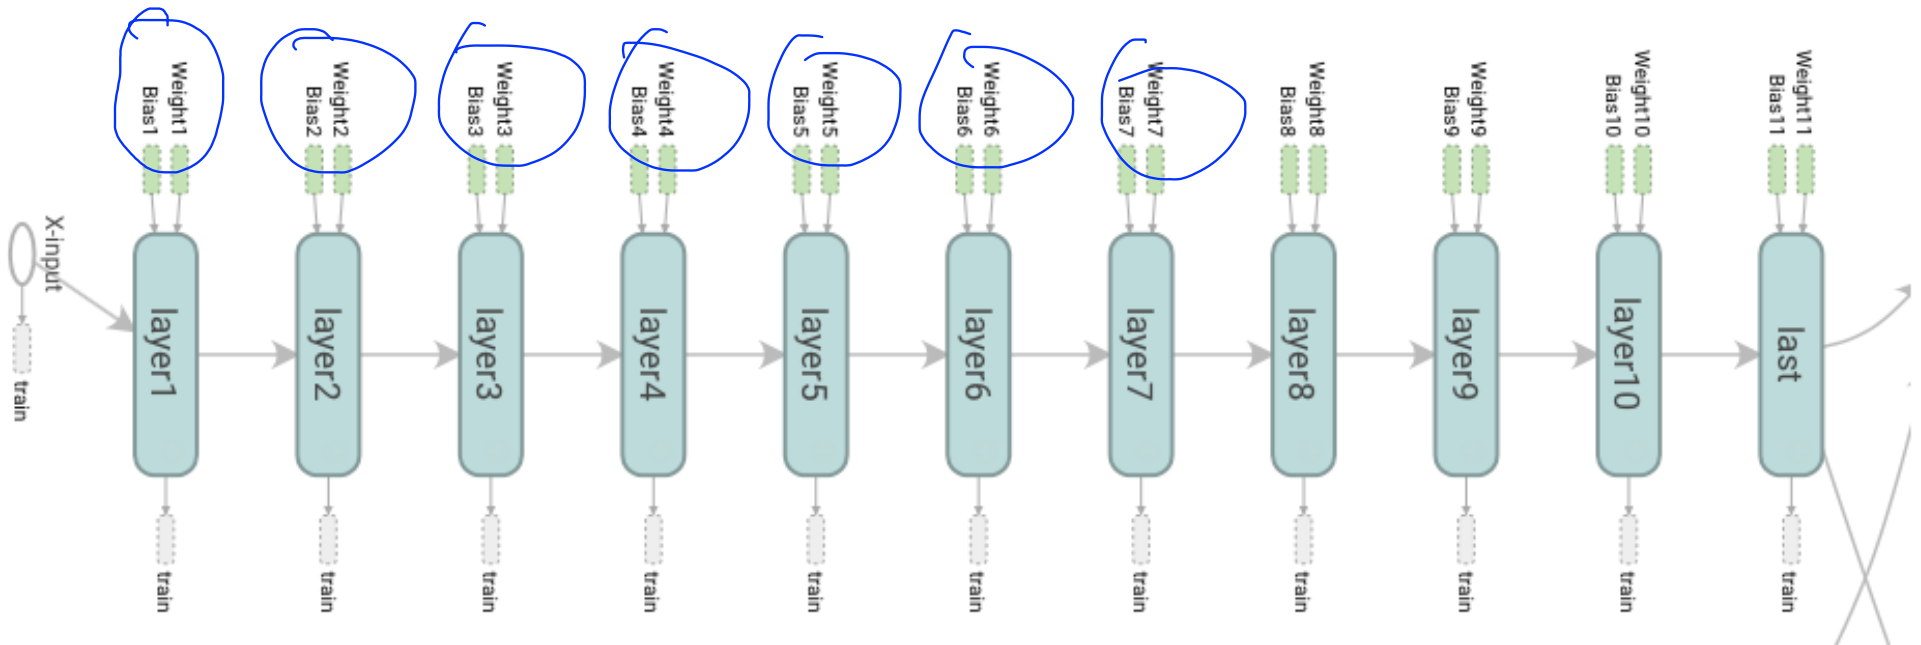 Weight1
Bias1
Weight2
Bias2
Weight3
Bias3
Weight4
Bias4
Weight5
Bias5
Weight6
Bias6
Weight7
Bias7
Weight8
Bias8
Weight9
Bias9
Weight10
Bias10
Weight11
Bias11
X-input
layer1
layer2
layer3
layer4
layer5
layer6
layer7
layer8
layer9
layer10
last
train
train
train
train
train
train
train
train
train
train
train
train